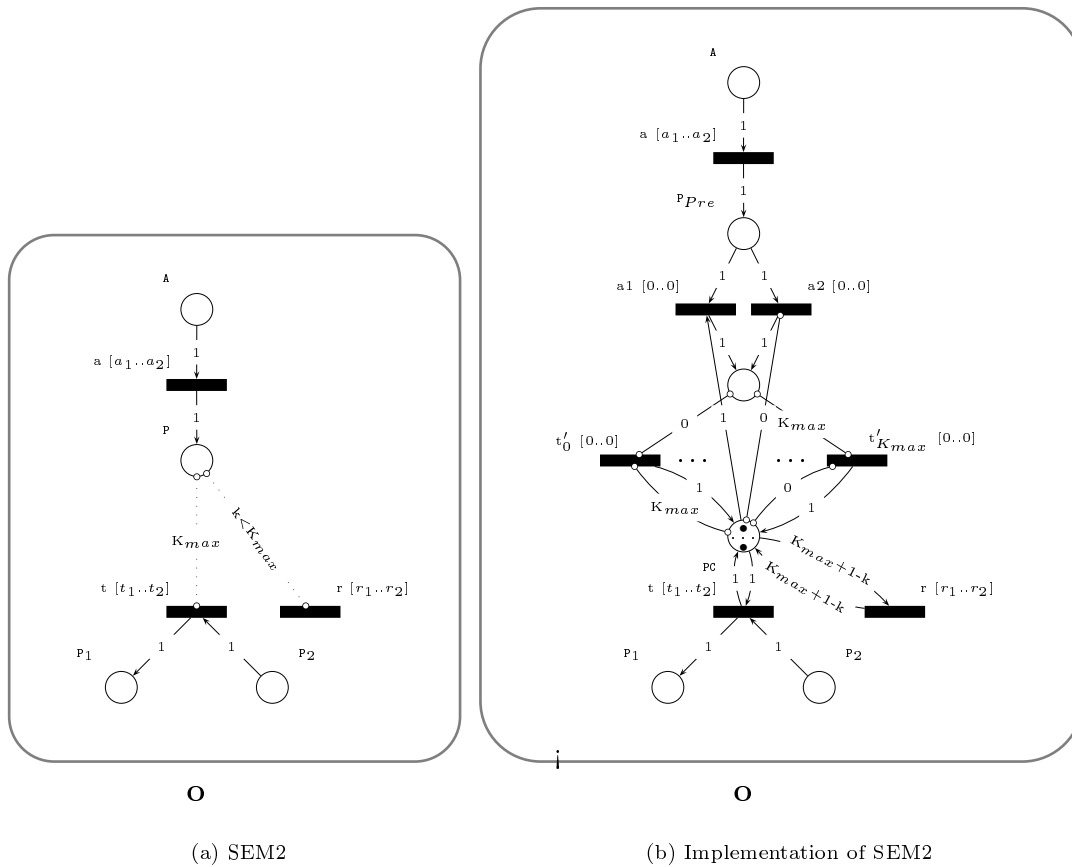 A
1
a [a1..a2]
1
P
Kmax
k<Kmax
t [t1..t2]
r [r1..r2]
1
1
P1
P2
O
(a) SEM2
A
1
a [a1..a2]
1
PPre
1
1
a1 [0..0]
a2 [0..0]
1
1
0
1
0
Kmax
t′0 [0..0]
. . .
. . .
t′Kmax [0..0]
1
0
Kmax
1
. . .
PC
Kmax+1-k
Kmax+1-k
1
1
t [t1..t2]
r [r1..r2]
1
1
P1
P2
i
O
(b) Implementation of SEM2